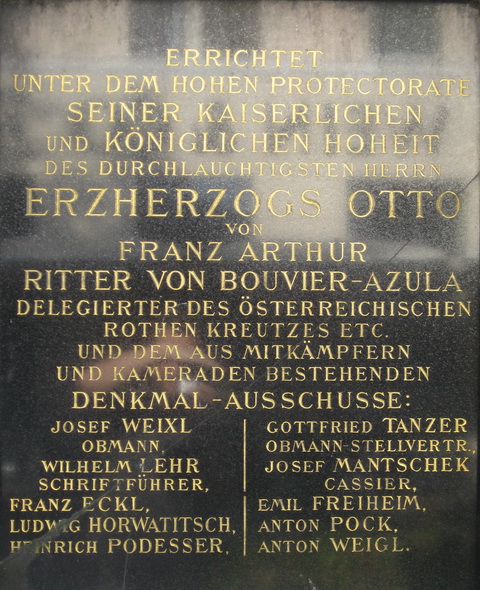 ERRICHTET
UNTER DEM HOHEN PROTECTORATE
SEINER KAISERLICHEN
UND KÖNIGLICHEN HOHEIT
DES DURCHLAUCHTIGSTEN HERRN
ERZHERZOGS OTTO
VON
FRANZ ARTHUR
RITTER VON BOUVIER-AZULA
DELEGIERTER DES ÖSTERREICHISCHEN
ROTHEN KREUTZES ETC.
UND DEM AUS MITKÄMPFERN
UND KAMERADEN BESTEHENDEN
DENKMAL-AUSSCHUSSE:
JOSEF WEIXL
OBMANN,
WILHELM LEHR
SCHRIFTFÜHRER,
FRANZ ECKL,
LUDWIG HORWATITSCH,
HEINRICH PODESSER,
GOTTFRIED TANZER
OBMANN-STELLVERTR,
JOSEF MANTSCHEK
CASSIER,
EMIL FREIHEIM,
ANTON POCK,
ANTON WEIGL.